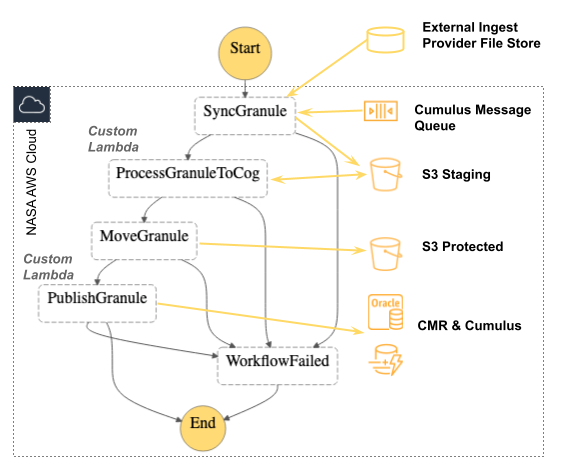 Start
External Ingest
Provider File Store
NASA AWS Cloud
SyncGranule
Cumulus Message
Queue
Custom
Lambda
ProcessGranuleToCog
S3 Staging
MoveGranule
S3 Protected
Custom
Lambda
PublishGranule
Oracle
CMR & Cumulus
WorkflowFailed
End